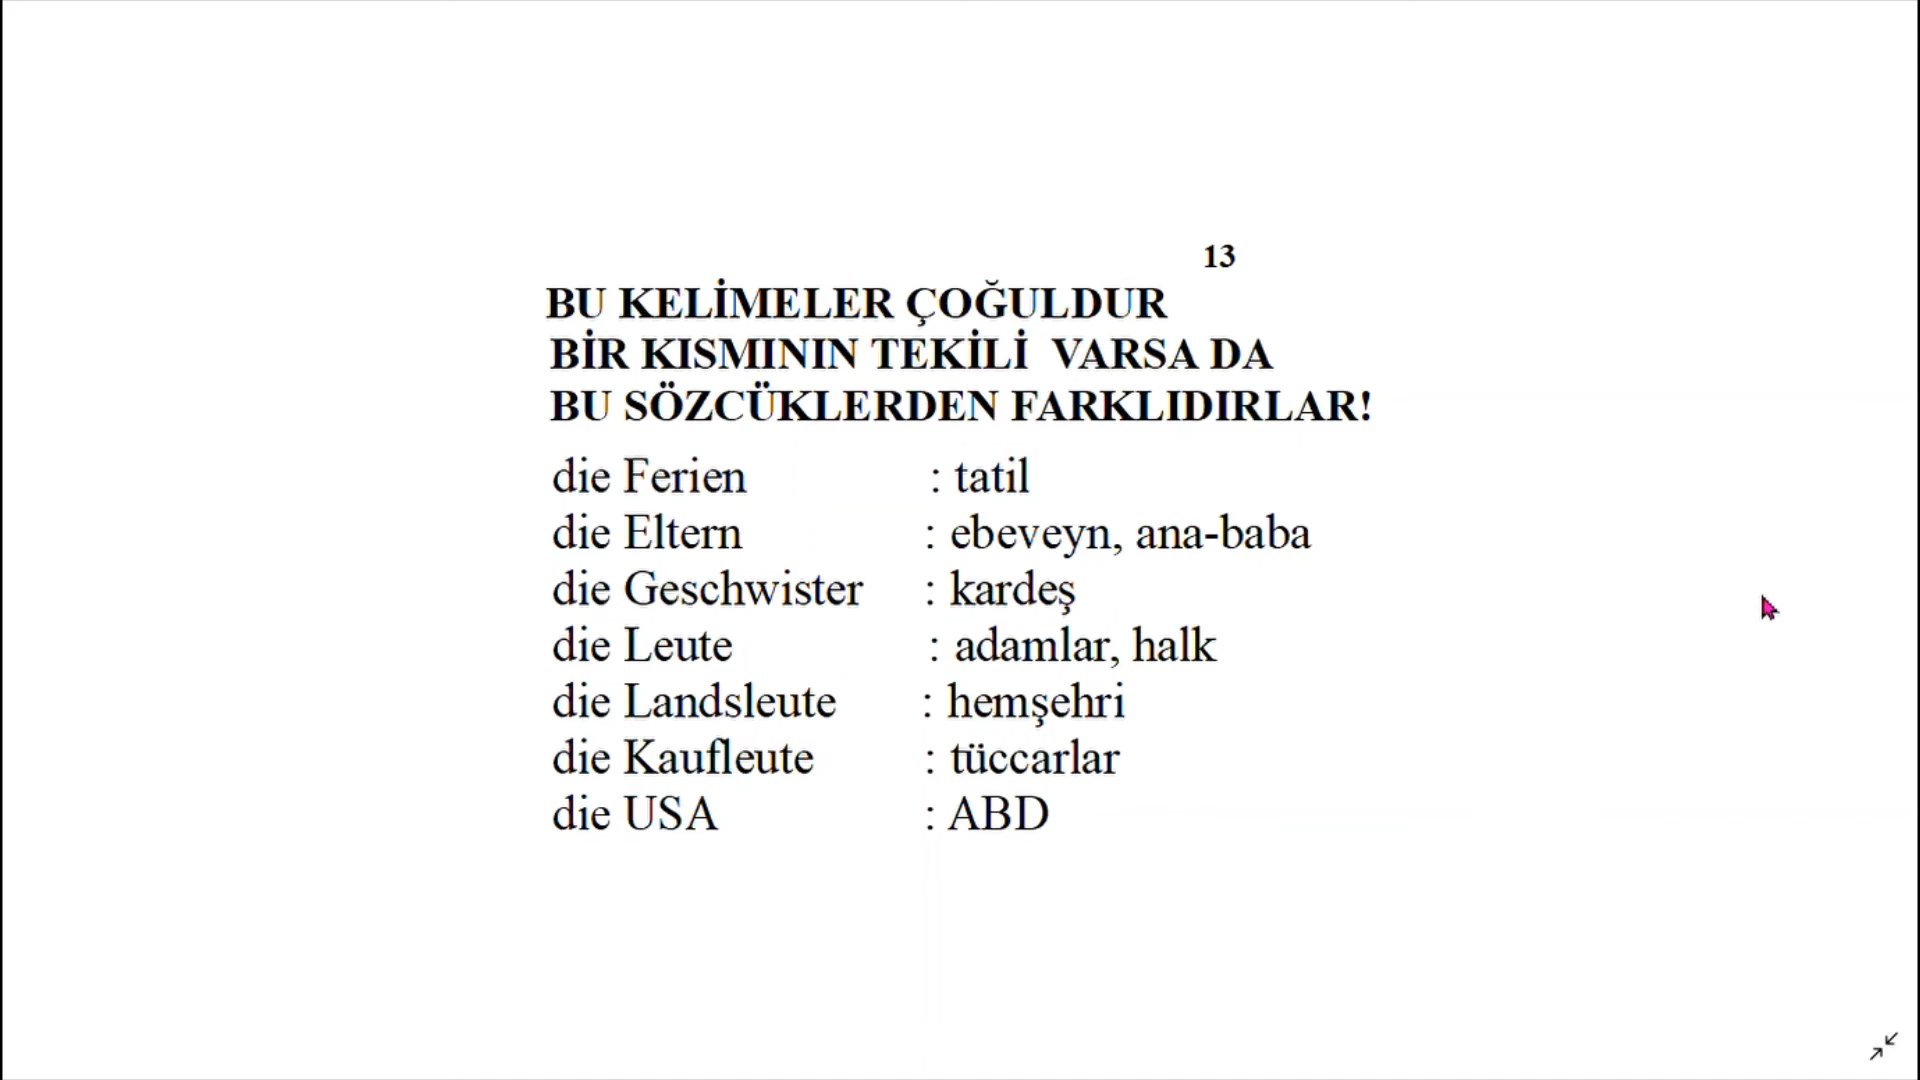 13
BU KELİMELER ÇOĞULDUR
BİR KISMININ TEKİLİ VARSA DA
BU SÖZCÜKLERDEN FARKLIDIRLAR!
die Ferien : tatil
die Eltern : ebeveyn, ana-baba
die Geschwister : kardeş
die Leute : adamlar, halk
die Landsleute : hemşehri
die Kaufleute : tüccarlar
die USA : ABD